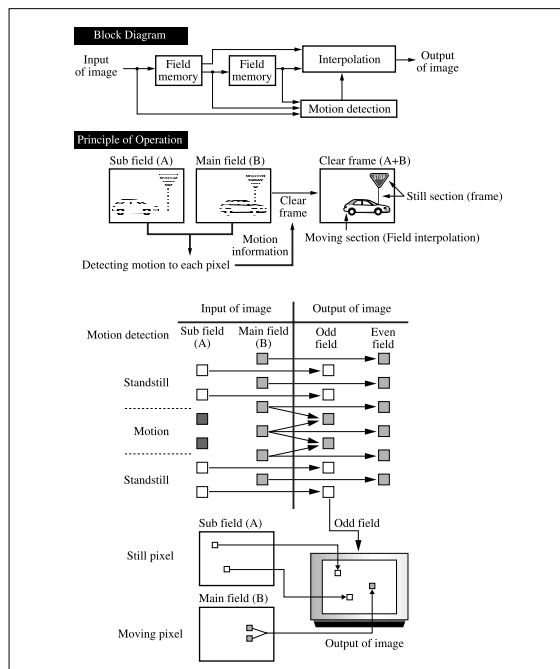 Block Diagram
Input
of image
Field
memory
Field
memory
Interpolation
Output
of image
Motion detection
Principle of Operation
Sub field (A)
Main field (B)
Clear frame (A+B)
STOP
Clear
frame
Still section (frame)
Moving section (Field interpolation)
Motion
information
Detecting motion to each pixel
Input of image
Output of image
Motion detection
Sub field
(A)
Main field
(B)
Odd
field
Even
field
Standstill
Motion
Standstill
Odd field
Sub field (A)
Still pixel
Main field (B)
Moving pixel
Output of image